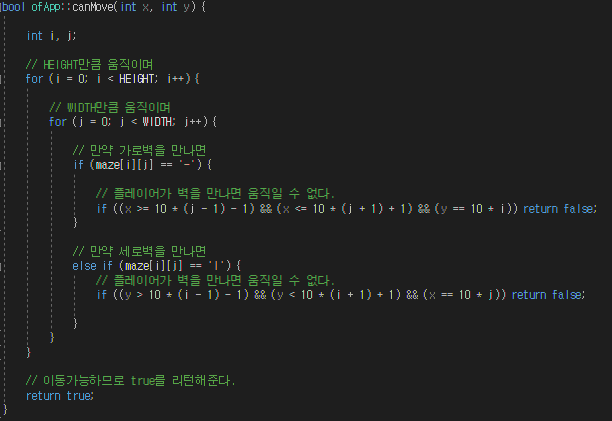 bool ofApp::canMove(int x, int y) {
int i, j;
// HEIGHT만큼 움직이며
for (i = 0; i < HEIGHT; i++){
// WIDTH만큼 움직이며
for (j = 0; j < WIDTH; j++){
// 만약 가로벽을 만나면
if (maze[i][j] == '-') {
// 플레이어가 벽을 만나면 움직일 수 없다.
if ((x >= 10 * (j - 1) - 1) && (x <= 10 * (j + 1) + 1) && (y == 10 * i)) return false;
}
// 만약 세로벽을 만나면
else if (maze[i][j] == '|') {
// 플레이어가 벽을 만나면 움직일 수 없다.
if ((y > 10 * (i - 1) - 1) && (y < 10 * (i + 1) + 1) && (x == 10 * j)) return false;
}
}
}
// 이동가능하므로 true를 리턴해준다.
return true;
}